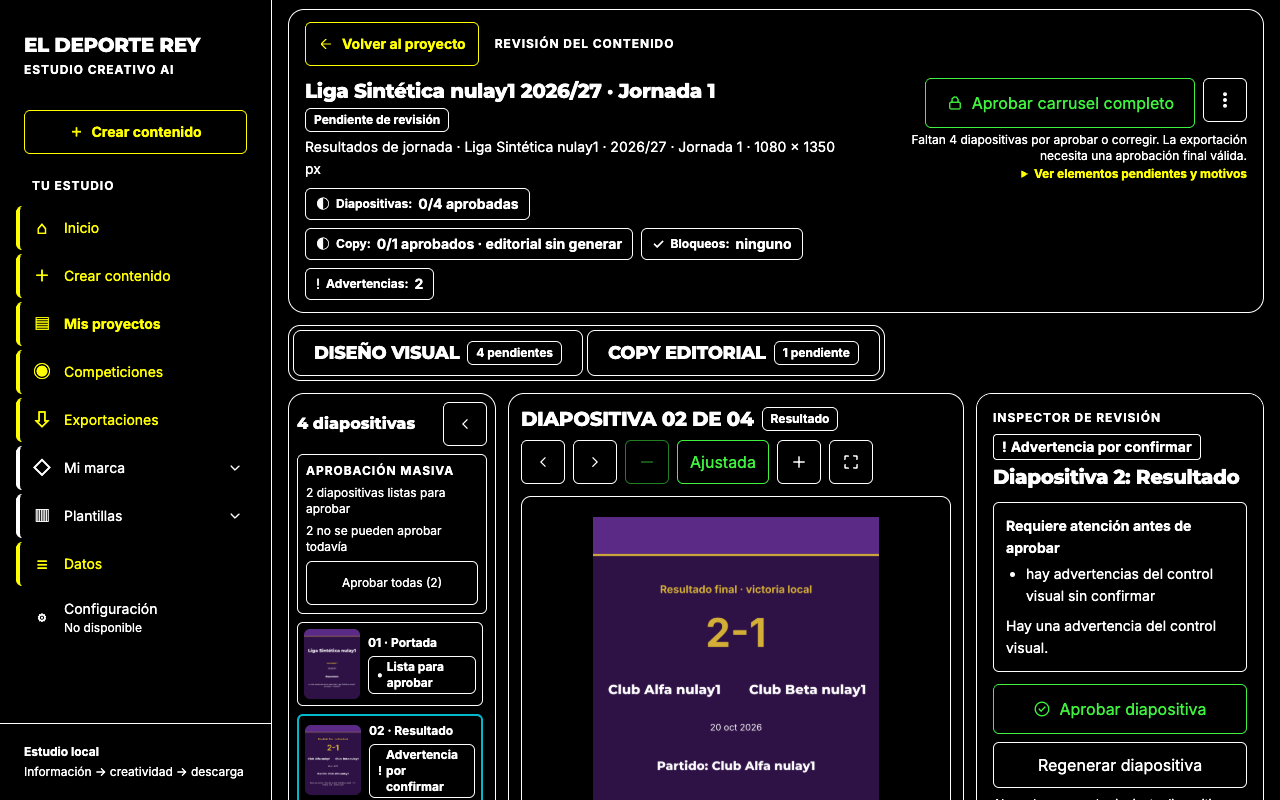 EL DEPORTE REY
ESTUDIO CREATIVO AI
+ Crear contenido
TU ESTUDIO
Inicio
Crear contenido
Mis proyectos
Competiciones
Exportaciones
Mi marca
Plantillas
Datos
Configuración
No disponible
Estudio local
Información → creatividad → descarga
← Volver al proyecto
REVISIÓN DEL CONTENIDO
Liga Sintética nulay1 2026/27 · Jornada 1
Pendiente de revisión
Resultados de jornada · Liga Sintética nulay1 · 2026/27 · Jornada 1 · 1080 × 1350
px
Diapositivas: 0/4 aprobadas
Copy: 0/1 aprobados · editorial sin generar
✓ Bloqueos: ninguno
! Advertencias: 2
Aprobar carrusel completo
Faltan 4 diapositivas por aprobar o corregir. La exportación
necesita una aprobación final válida.
▸ Ver elementos pendientes y motivos
DISEÑO VISUAL 4 pendientes
COPY EDITORIAL 1 pendiente
4 diapositivas
APROBACIÓN MASIVA
2 diapositivas listas para
aprobar
2 no se pueden aprobar
todavía
Aprobar todas (2)
Liga Sintética nulay1
01 · Portada
• Lista para
aprobar
2-1
02 · Resultado
! Advertencia
por
confirmar
DIAPOSITIVA 02 DE 04
Resultado
Ajustada
Resultado final · victoria local
2-1
Club Alfa nulay1 Club Beta nulay1
20 oct 2026
Partido: Club Alfa nulay1
INSPECTOR DE REVISIÓN
! Advertencia por confirmar
Diapositiva 2: Resultado
Requiere atención antes de
aprobar
• hay advertencias del control
visual sin confirmar
Hay una advertencia del control
visual.
Aprobar diapositiva
Regenerar diapositiva